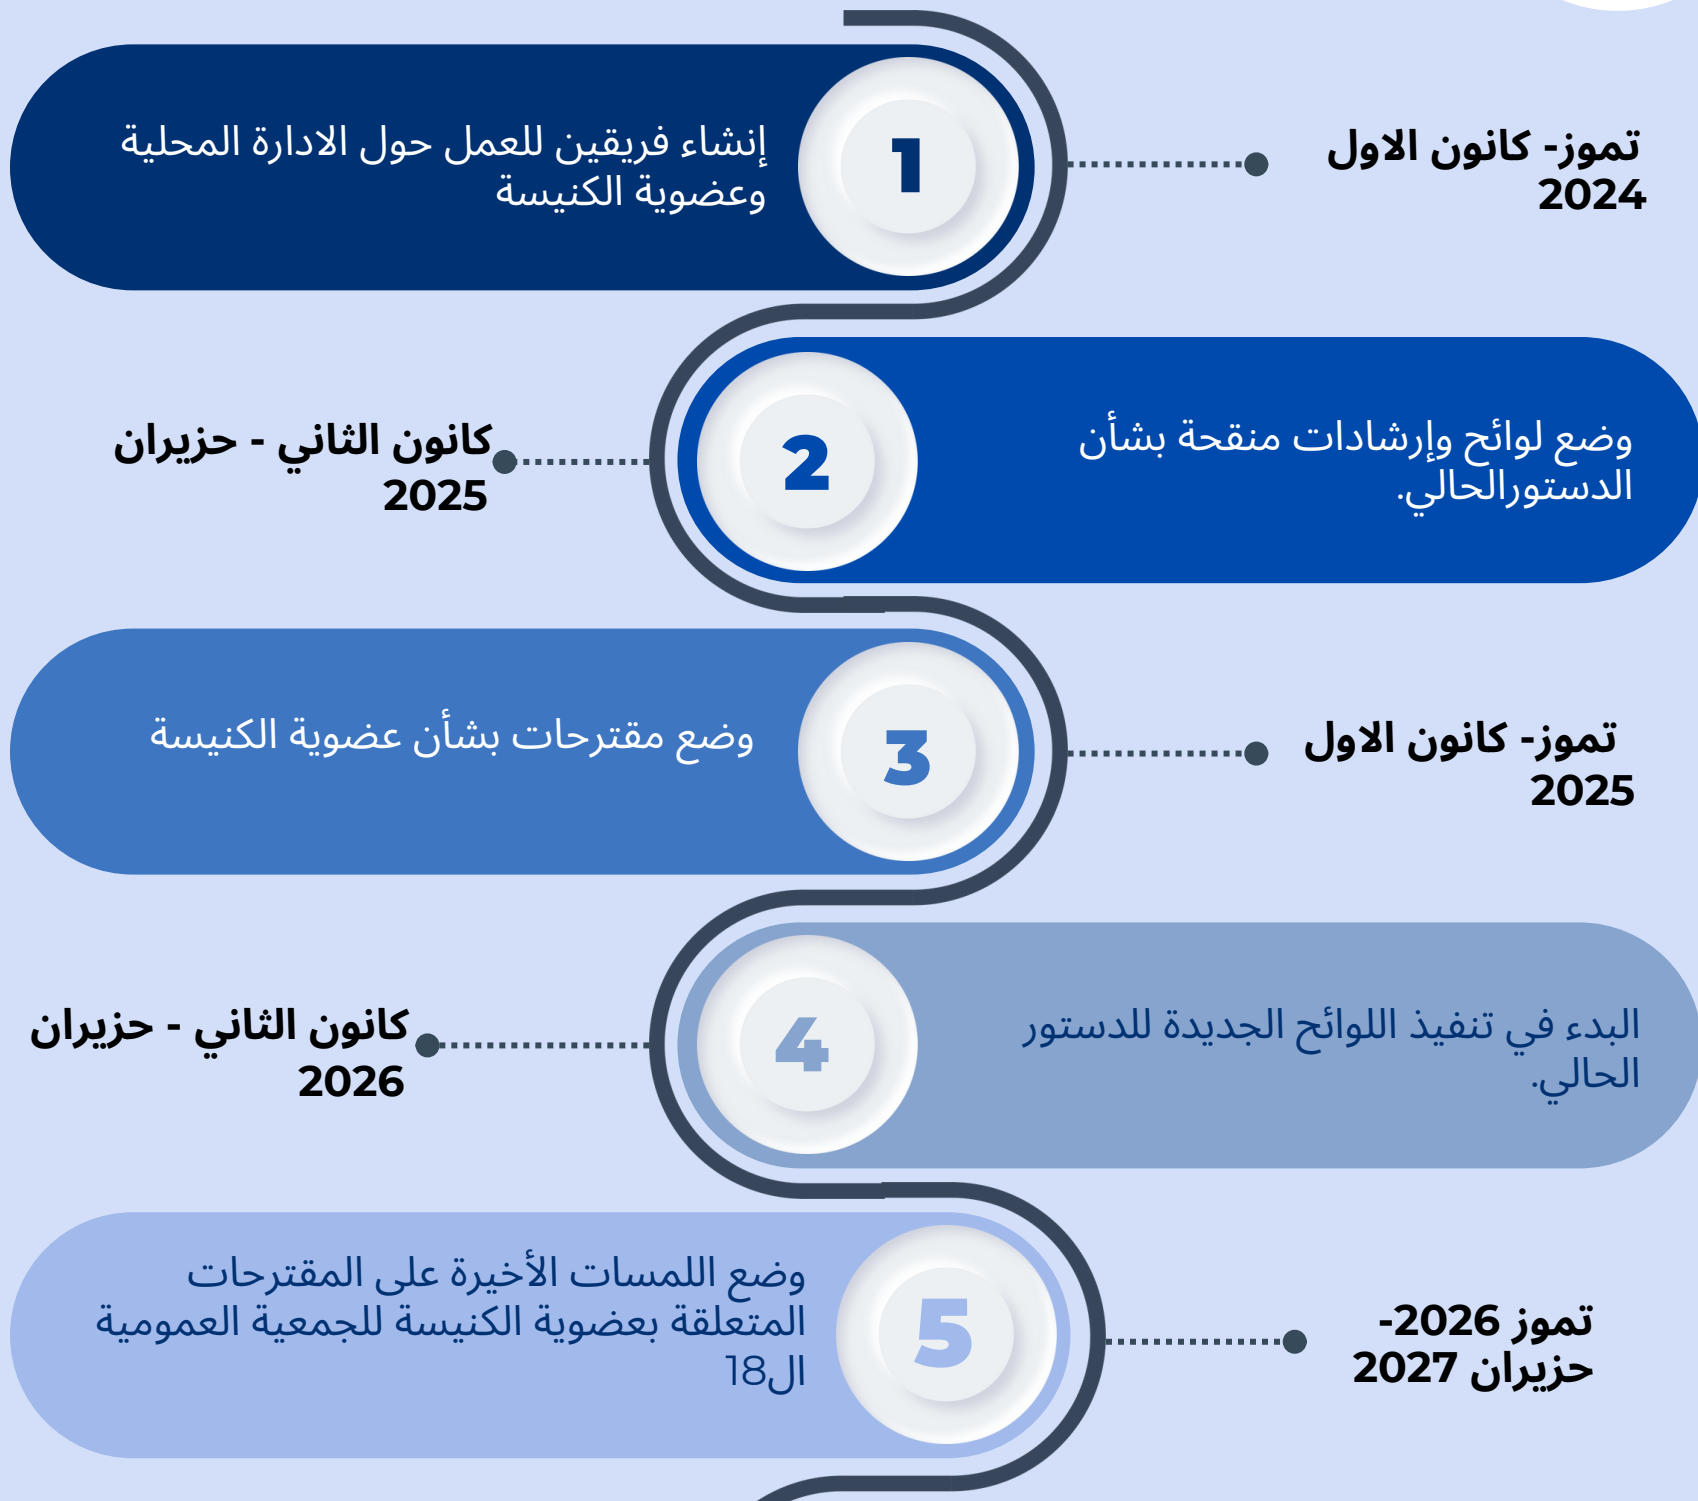 تموز- كانون الاول
2024
1
إنشاء فريقين للعمل حول الادارة المحلية
وعضوية الكنيسة
وضع لوائح وإرشادات منقحة بشأن
الدستورالحالي.
2
كانون الثاني - حزيران
2025
تموز- كانون الاول
2025
3
وضع مقترحات بشأن عضوية الكنيسة
البدء في تنفيذ اللوائح الجديدة للدستور
الحالي.
4
كانون الثاني - حزيران
2026
تموز 2026-
حزيران 2027
5
وضع اللمسات الأخيرة على المقترحات
المتعلقة بعضوية الكنيسة للجمعية العمومية
ال18